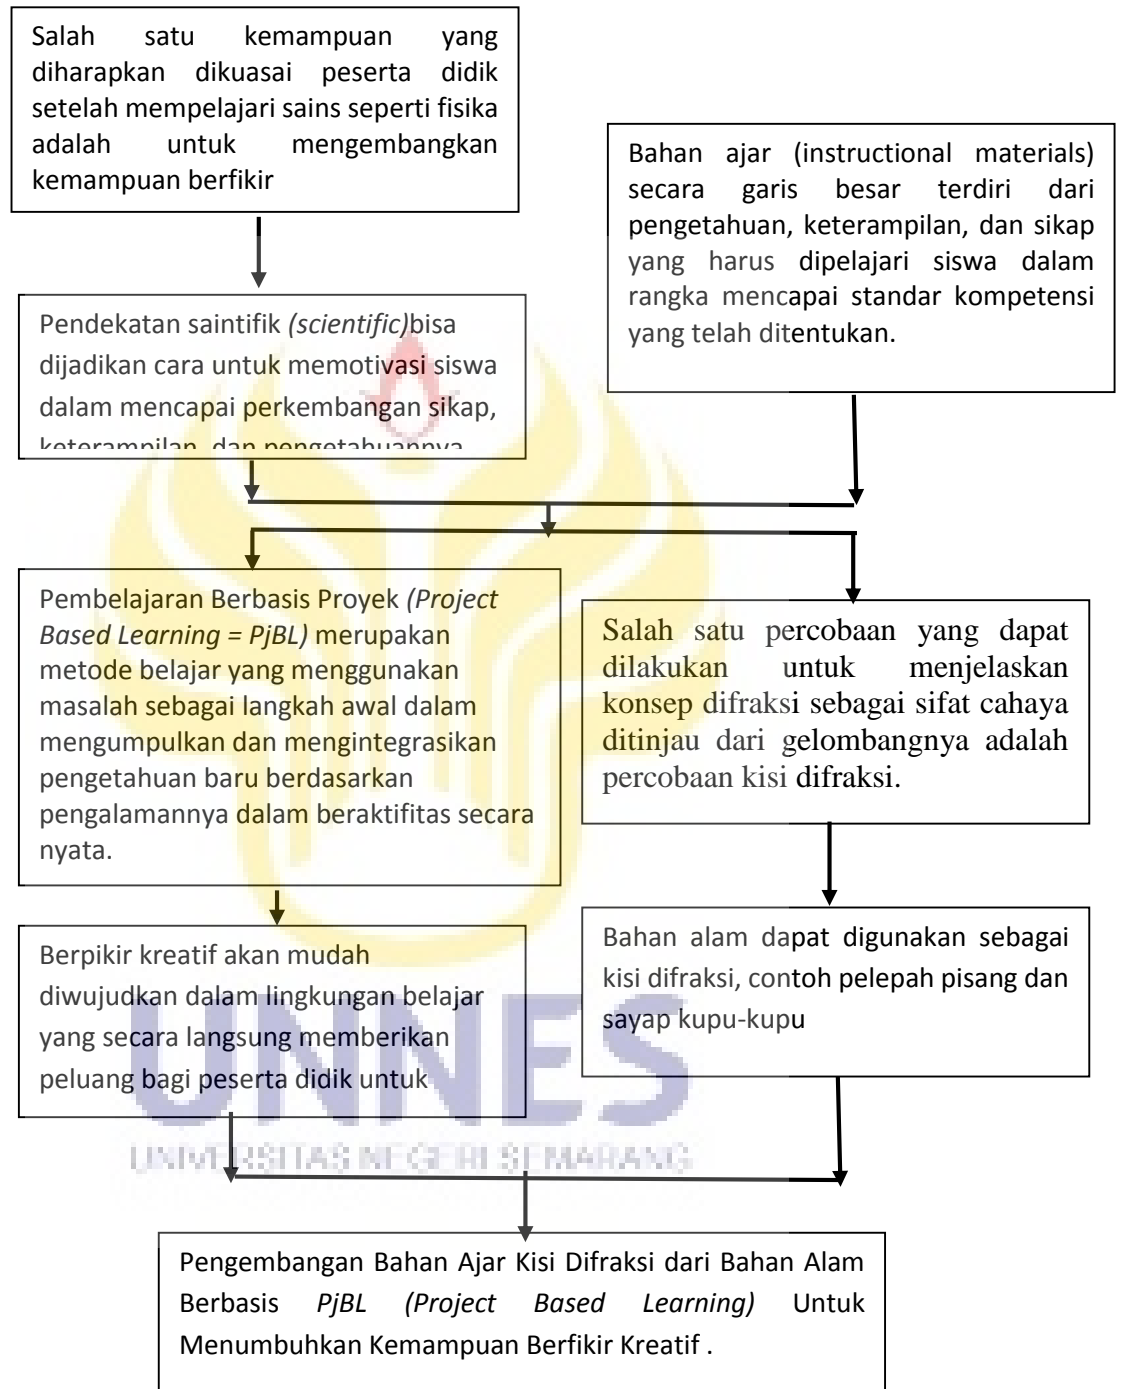 Salah satu kemampuan yang
diharapkan dikuasai peserta didik
setelah mempelajari sains seperti fisika
adalah untuk mengembangkan
kemampuan berfikir
Bahan ajar (instructional materials)
secara garis besar terdiri dari
pengetahuan, keterampilan, dan sikap
yang harus dipelajari siswa dalam
rangka mencapai standar kompetensi
yang telah ditentukan.
Pendekatan saintifik (scientific)bisa
dijadikan cara untuk memotivasi siswa
dalam mencapai perkembangan sikap,
keterampilan, dan pengetahuannya
Pembelajaran Berbasis Proyek (Project
Based Learning = PjBL) merupakan
metode belajar yang menggunakan
masalah sebagai langkah awal dalam
mengumpulkan dan mengintegrasikan
pengetahuan baru berdasarkan
pengalamannya dalam beraktifitas secara
nyata.
Salah satu percobaan yang dapat
dilakukan untuk menjelaskan
konsep difraksi sebagai sifat cahaya
ditinjau dari gelombangnya adalah
percobaan kisi difraksi.
Berpikir kreatif akan mudah
diwujudkan dalam lingkungan belajar
yang secara langsung memberikan
peluang bagi peserta didik untuk
Bahan alam dapat digunakan sebagai
kisi difraksi, contoh pelepah pisang dan
sayap kupu-kupu
UNNES
UNIVERSITAS NEGERI SEMARANG
Pengembangan Bahan Ajar Kisi Difraksi dari Bahan Alam
Berbasis PjBL (Project Based Learning) Untuk
Menumbuhkan Kemampuan Berfikir Kreatif .